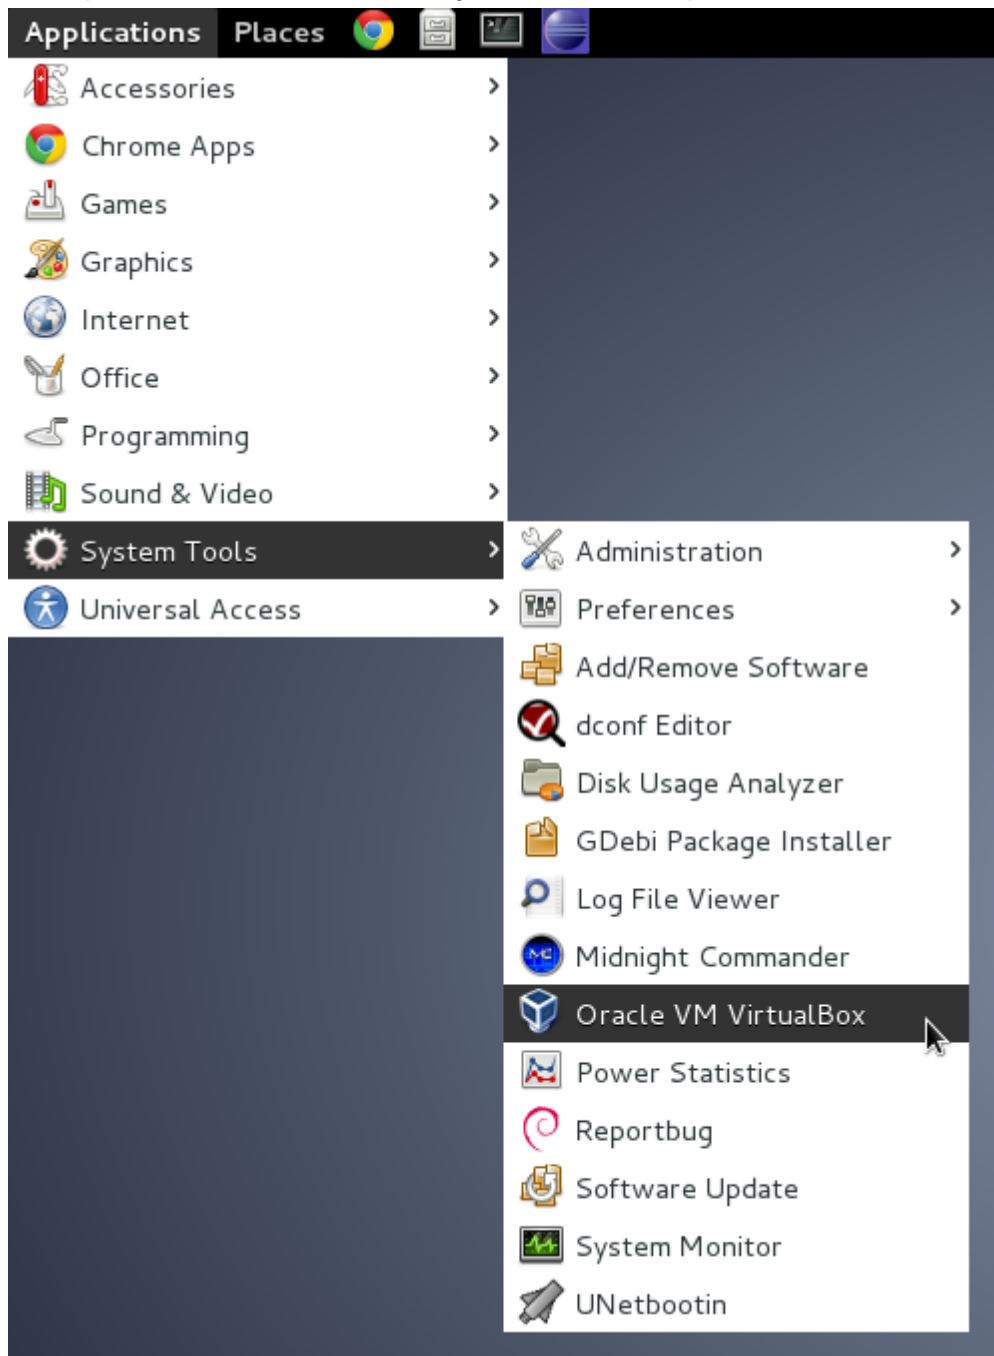 Applications Places
Accessories
Chrome Apps
Games
Graphics
Internet
Office
Programming
Sound & Video
System Tools
Universal Access
Administration
Preferences
Add/Remove Software
dconf Editor
Disk Usage Analyzer
GDebi Package Installer
Log File Viewer
Midnight Commander
Oracle VM VirtualBox
Power Statistics
Reportbug
Software Update
System Monitor
UNetbootin